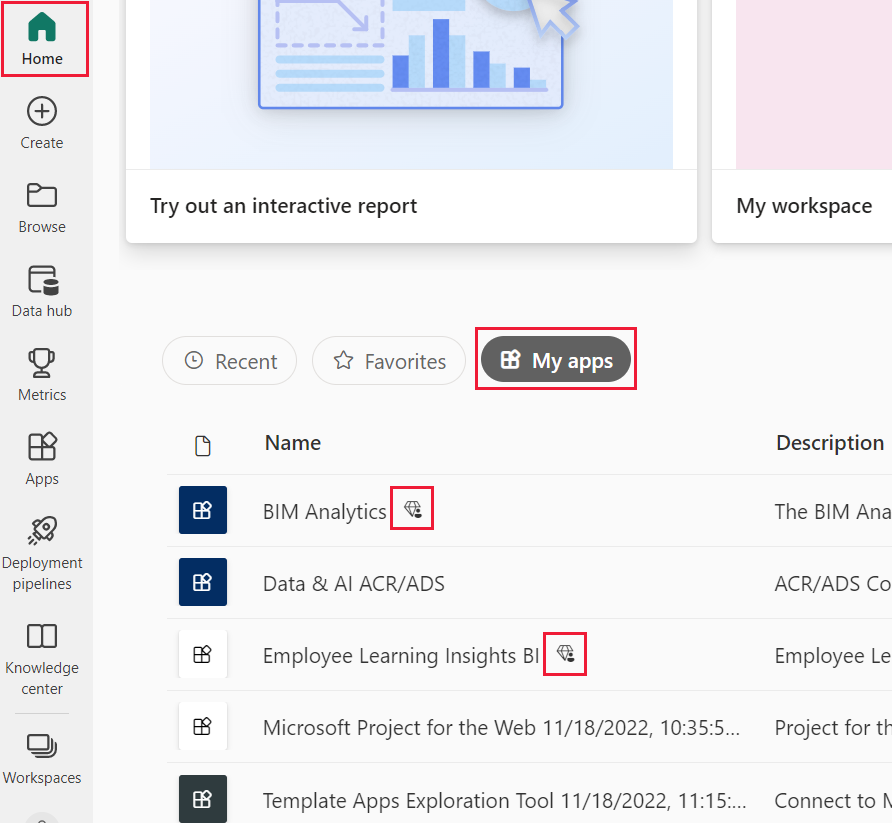 Home
Create
Browse
Data hub
Metrics
Apps
Deployment
pipelines
Knowledge
center
Workspaces
Try out an interactive report
My workspace
Recent
Favorites
My apps
Name
Description
BIM Analytics
The BIM Ana
Data & AI ACR/ADS
ACR/ADS Co
Employee Learning Insights BI
Employee Le
Microsoft Project for the Web 11/18/2022, 10:35:5...
Project for th
Template Apps Exploration Tool 11/18/2022, 11:15:...
Connect to M